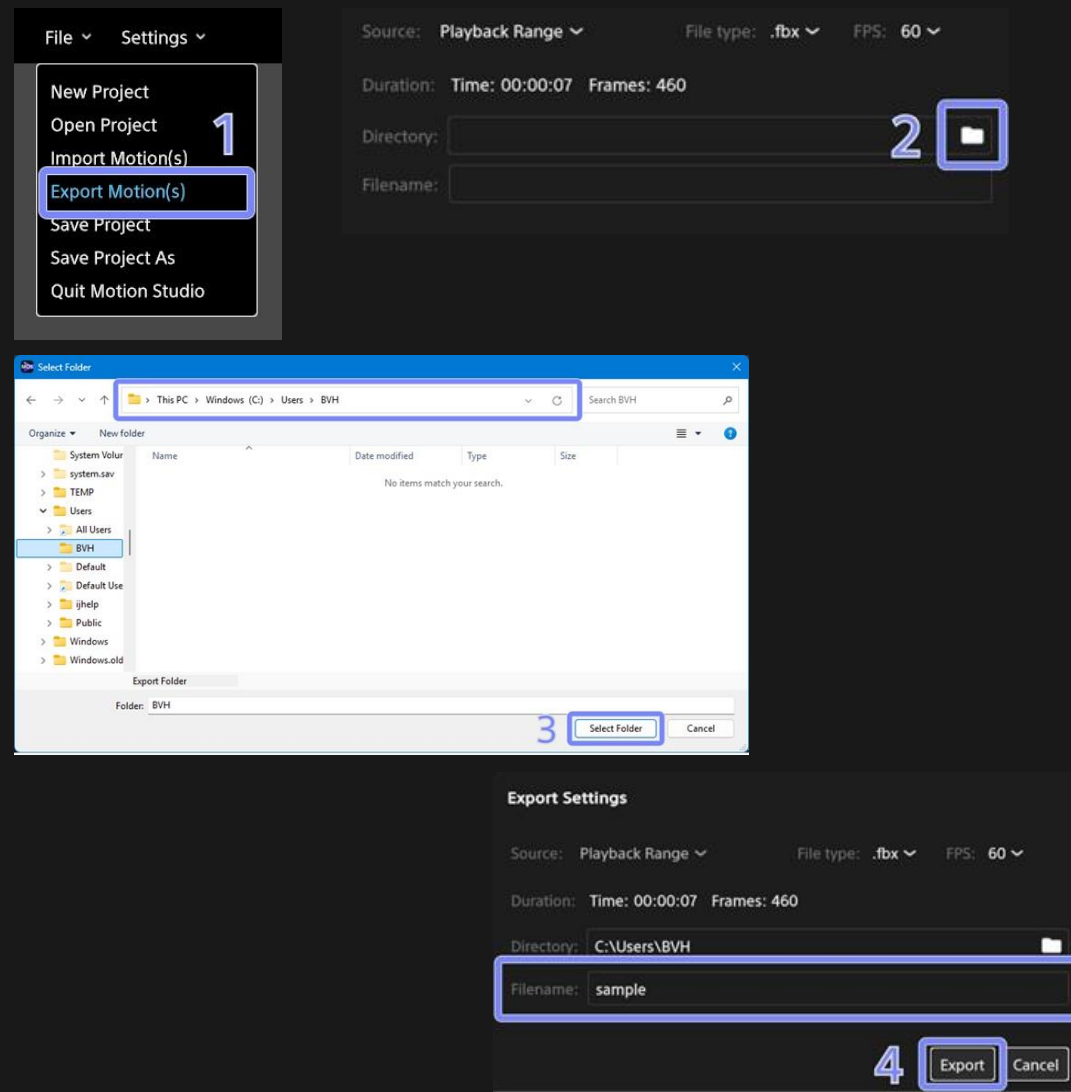 File Settings
New Project
Open Project
1
Import Motion(s)
Export Motion(s)
Save Project
Save Project As
Quit Motion Studio
Source: Playback Range File type: .fbx FPS: 60
Duration: Time: 00:00:07 Frames: 460
Directory:
2
Filename:
Select Folder
This PC > Windows (C:) > Users > BVH
Search BVH
Organize New folder
Name Date modified Type Size
No items match your search.
System Volur
system.sav
TEMP
Users
All Users
BVH
Default
Default Use
ijhelp
Public
Windows
Windows.old
Export Folder
Folder: BVH
3
Select Folder Cancel
Export Settings
Source: Playback Range File type: .fbx FPS: 60
Duration: Time: 00:00:07 Frames: 460
Directory: C:\Users\BVH
Filename: sample
4
Export Cancel